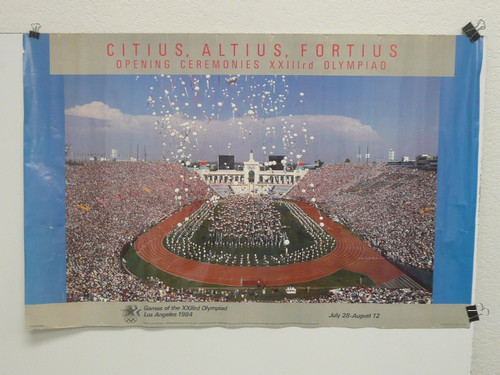 CITIUS, ALTIUS, FORTIUS
OPENING CEREMONIES XXIIIrd OLYMPIAD
Games of the XXIIIrd Olympiad
Los Angeles 1984
July 28-August 12